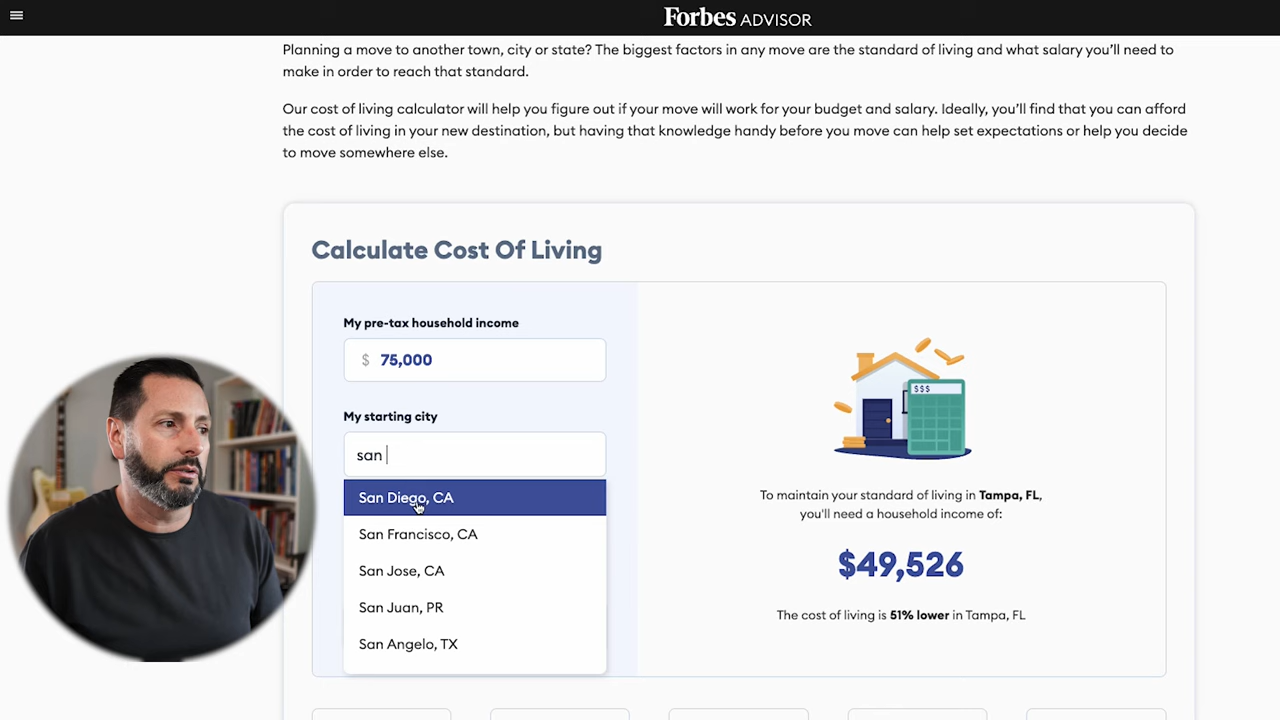 Forbes ADVISOR
Planning a move to another town, city or state? The biggest factors in any move are the standard of living and what salary you’ll need to
make in order to reach that standard.
Our cost of living calculator will help you figure out if your move will work for your budget and salary. Ideally, you’ll find that you can afford
the cost of living in your new destination, but having that knowledge handy before you move can help set expectations or help you decide
to move somewhere else.
Calculate Cost Of Living
My pre-tax household income
$ 75,000
My starting city
san
San Diego, CA
San Francisco, CA
San Jose, CA
San Juan, PR
San Angelo, TX
$$$
To maintain your standard of living in Tampa, FL,
you'll need a household income of:
$49,526
The cost of living is 51% lower in Tampa, FL